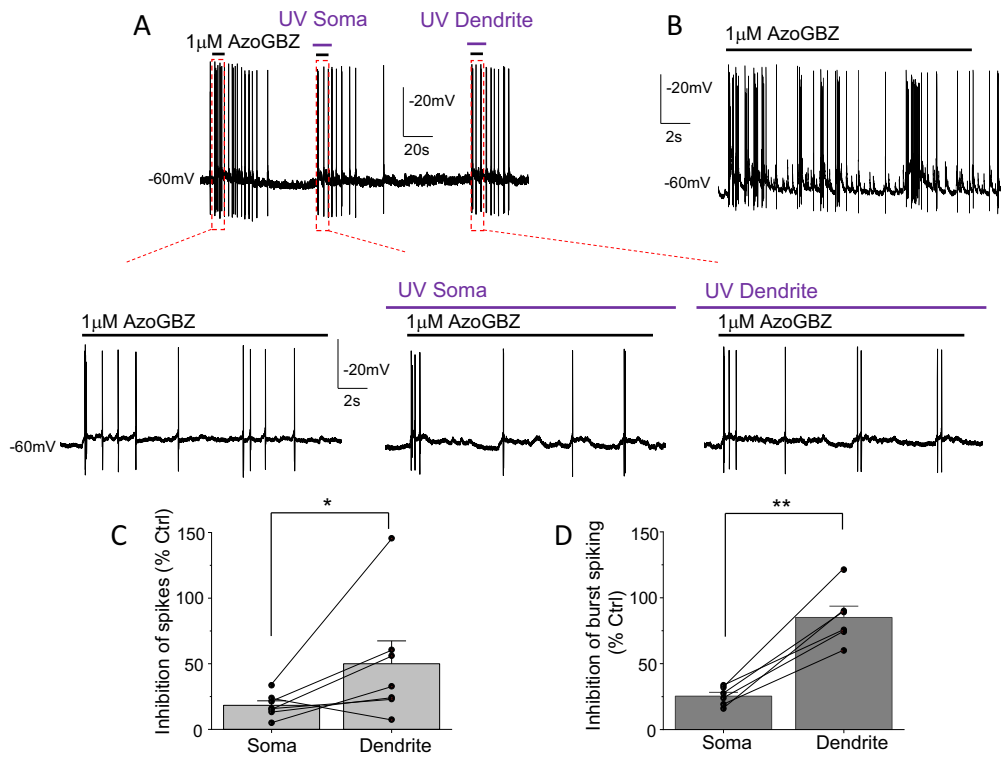 A
UV Soma
UV Dendrite
B
1μM AzoGBZ
1μM AzoGBZ
-20mV
20s
-60mV
-20mV
2s
-60mV
UV Soma
UV Dendrite
1μM AzoGBZ
1μM AzoGBZ
1μM AzoGBZ
-20mV
2s
-60mV
C
*
Inhibition of spikes (% Ctrl)
150
100
50
0
Soma
Dendrite
D
**
Inhibition of burst spiking
(% Ctrl)
150
100
50
0
Soma
Dendrite